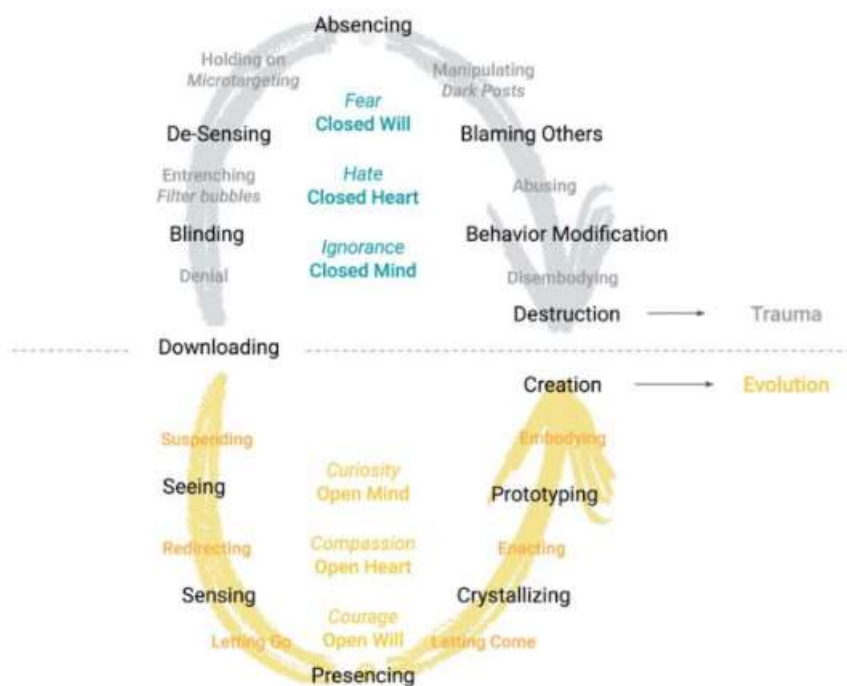 Absencing
Holding on
Microtargeting
Manipulating
Dark Posts
Fear
Closed Will
De-Sensing
Blaming Others
Entrenching
Filter bubbles
Hate
Closed Heart
Abusing
Blinding
Behavior Modification
Ignorance
Closed Mind
Denial
Disembodying
Destruction
Trauma
Downloading
Creation
Evolution
Suspending
Embodying
Curiosity
Open Mind
Seeing
Prototyping
Redirecting
Compassion
Open Heart
Enacting
Sensing
Crystallizing
Courage
Open Will
Letting Go
Letting Come
Presencing